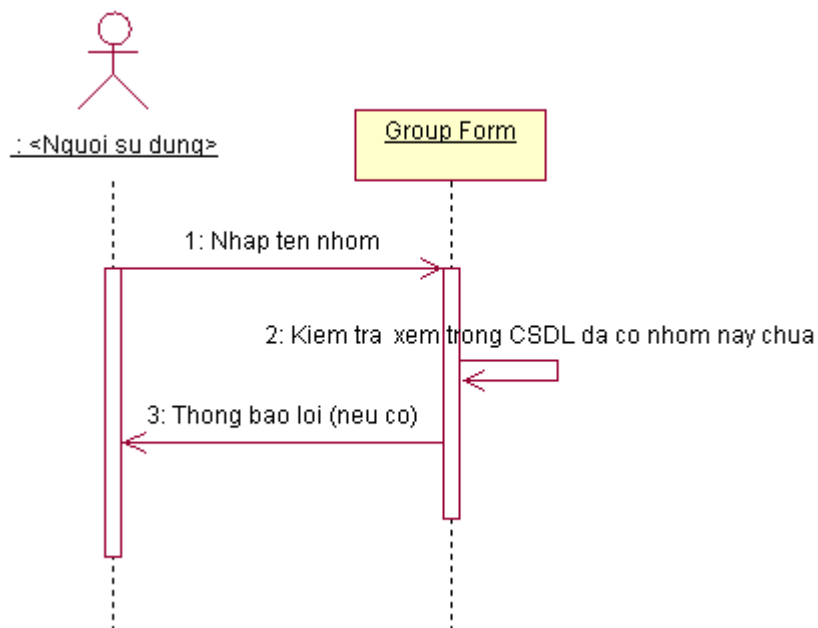 : <Nguoi su dung>
Group Form
1: Nhap ten nhom
2: Kiem tra xem trong CSDL da co nhom nay chua
3: Thong bao loi (neu co)